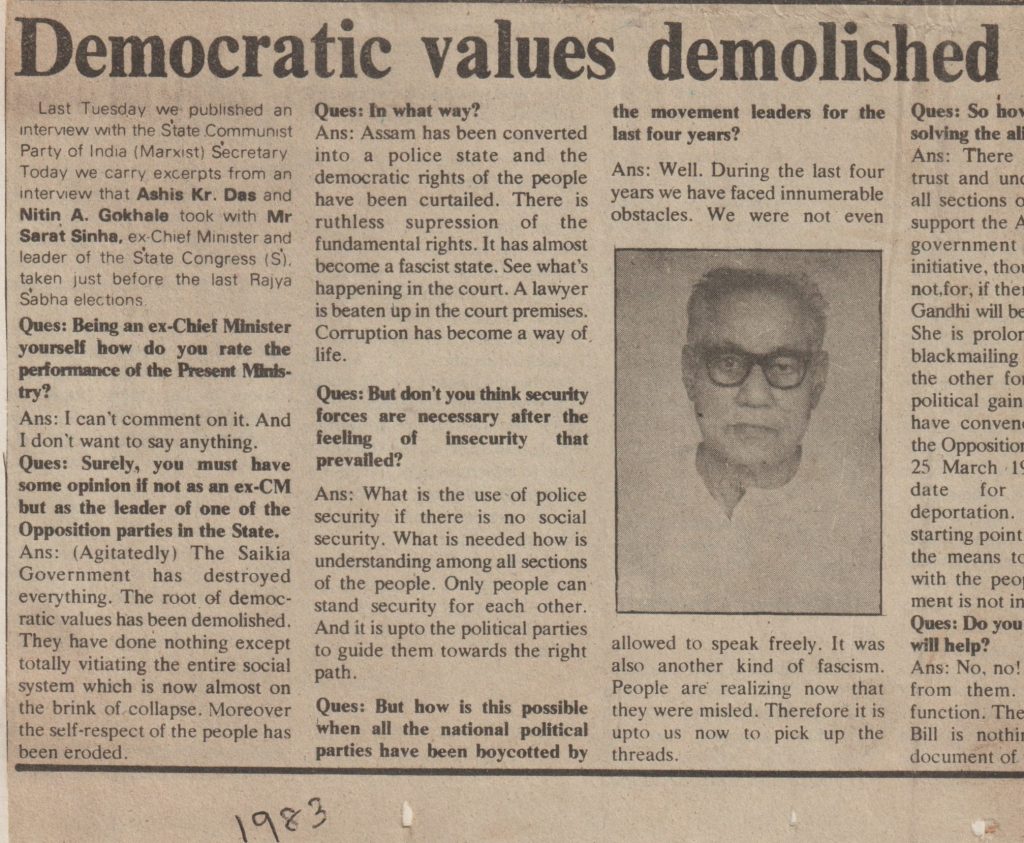 Democratic values demolished
Last Tuesday we published an
interview with the State Communist
Party of India (Marxist) Secretary
Today we carry excerpts from an
interview that Ashis Kr. Das and
Nitin A. Gokhale took with Mr
Sarat Sinha, ex-Chief Minister and
leader of the State Congress (S),
taken just before the last Rajya
Sabha elections.
Ques: Being an ex-Chief Minister
yourself how do you rate the
performance of the Present Minis-
try?
Ans: I can't comment on it. And
I don't want to say anything.
Ques: Surely, you must have
some opinion if not as an ex-CM
but as the leader of one of the
Opposition parties in the State.
Ans: (Agitatedly) The Saikia
Government has destroyed
everything. The root of democ-
ratic values has been demolished.
They have done nothing except
totally vitiating the entire social
system which is now almost on
the brink of collapse. Moreover
the self-respect of the people has
been eroded.
Ques: In what way?
Ans: Assam has been converted
into a police state and the
democratic rights of the people
have been curtailed. There is
ruthless supression of the
fundamental rights. It has almost
become a fascist state. See what's
happening in the court. A lawyer
is beaten up in the court premises.
Corruption has become a way of
life.
Ques: But don't you think security
forces are necessary after the
feeling of insecurity that
prevailed?
Ans: What is the use of police
security if there is no social
security. What is needed how is
understanding among all sections
of the people. Only people can
stand security for each other.
And it is upto the political parties
to guide them towards the right
path.
Ques: But how is this possible
when all the national political
parties have been boycotted by
the movement leaders for the
last four years?
Ans: Well. During the last four
years we have faced innumerable
obstacles. We were not even
allowed to speak freely. It was
also another kind of fascism.
People are realizing now that
they were misled. Therefore it is
upto us now to pick up the
threads.
Ques: So how
solving the ali
Ans: There
trust and und
all sections o
support the A
government
initiative, thou
not,for, if ther
Gandhi will be
She is prolon
blackmailing
the other for
political gain
have convene
the Opposition
25 March 19
date for
deportation.
starting point
the means to
with the peop
ment is not in
Ques: Do you
will help?
Ans: No, no!
from them.
function. The
Bill is nothin
document of
1983